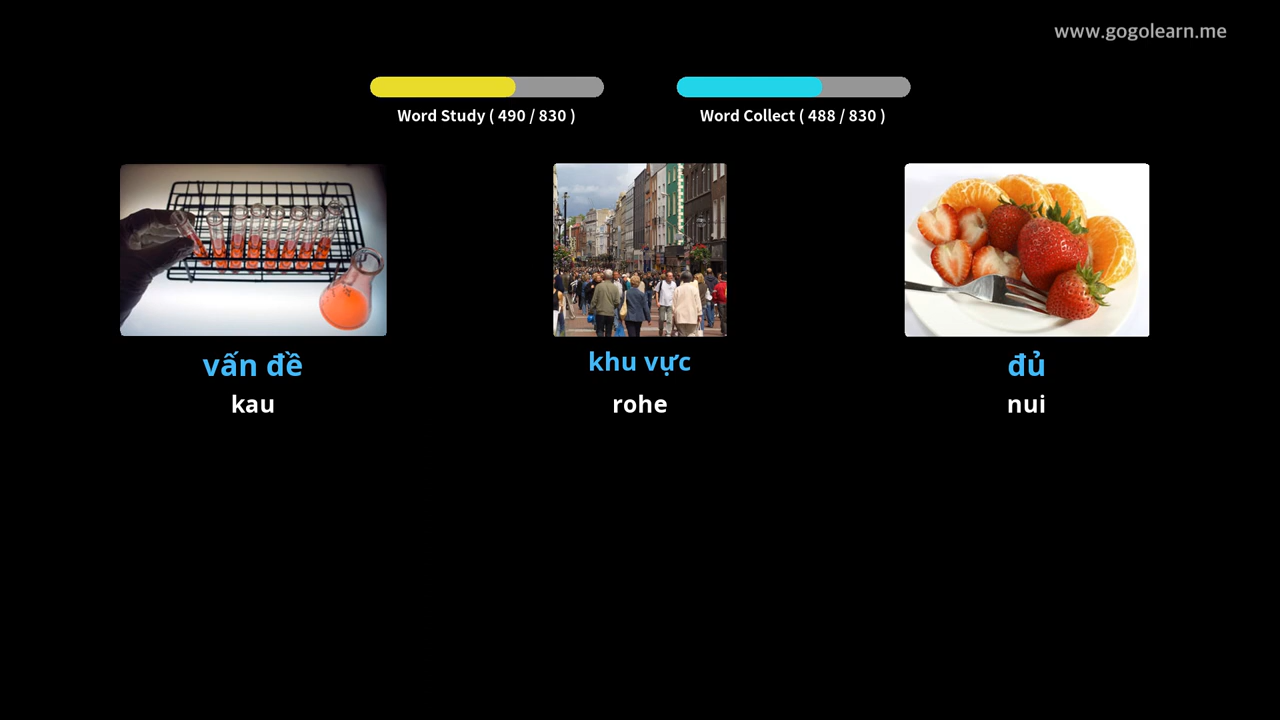 www.gogolearn.me
Word Study ( 490 / 830 )
Word Collect ( 488 / 830 )
vấn đề
khu vực
đủ
kau
rohe
nui